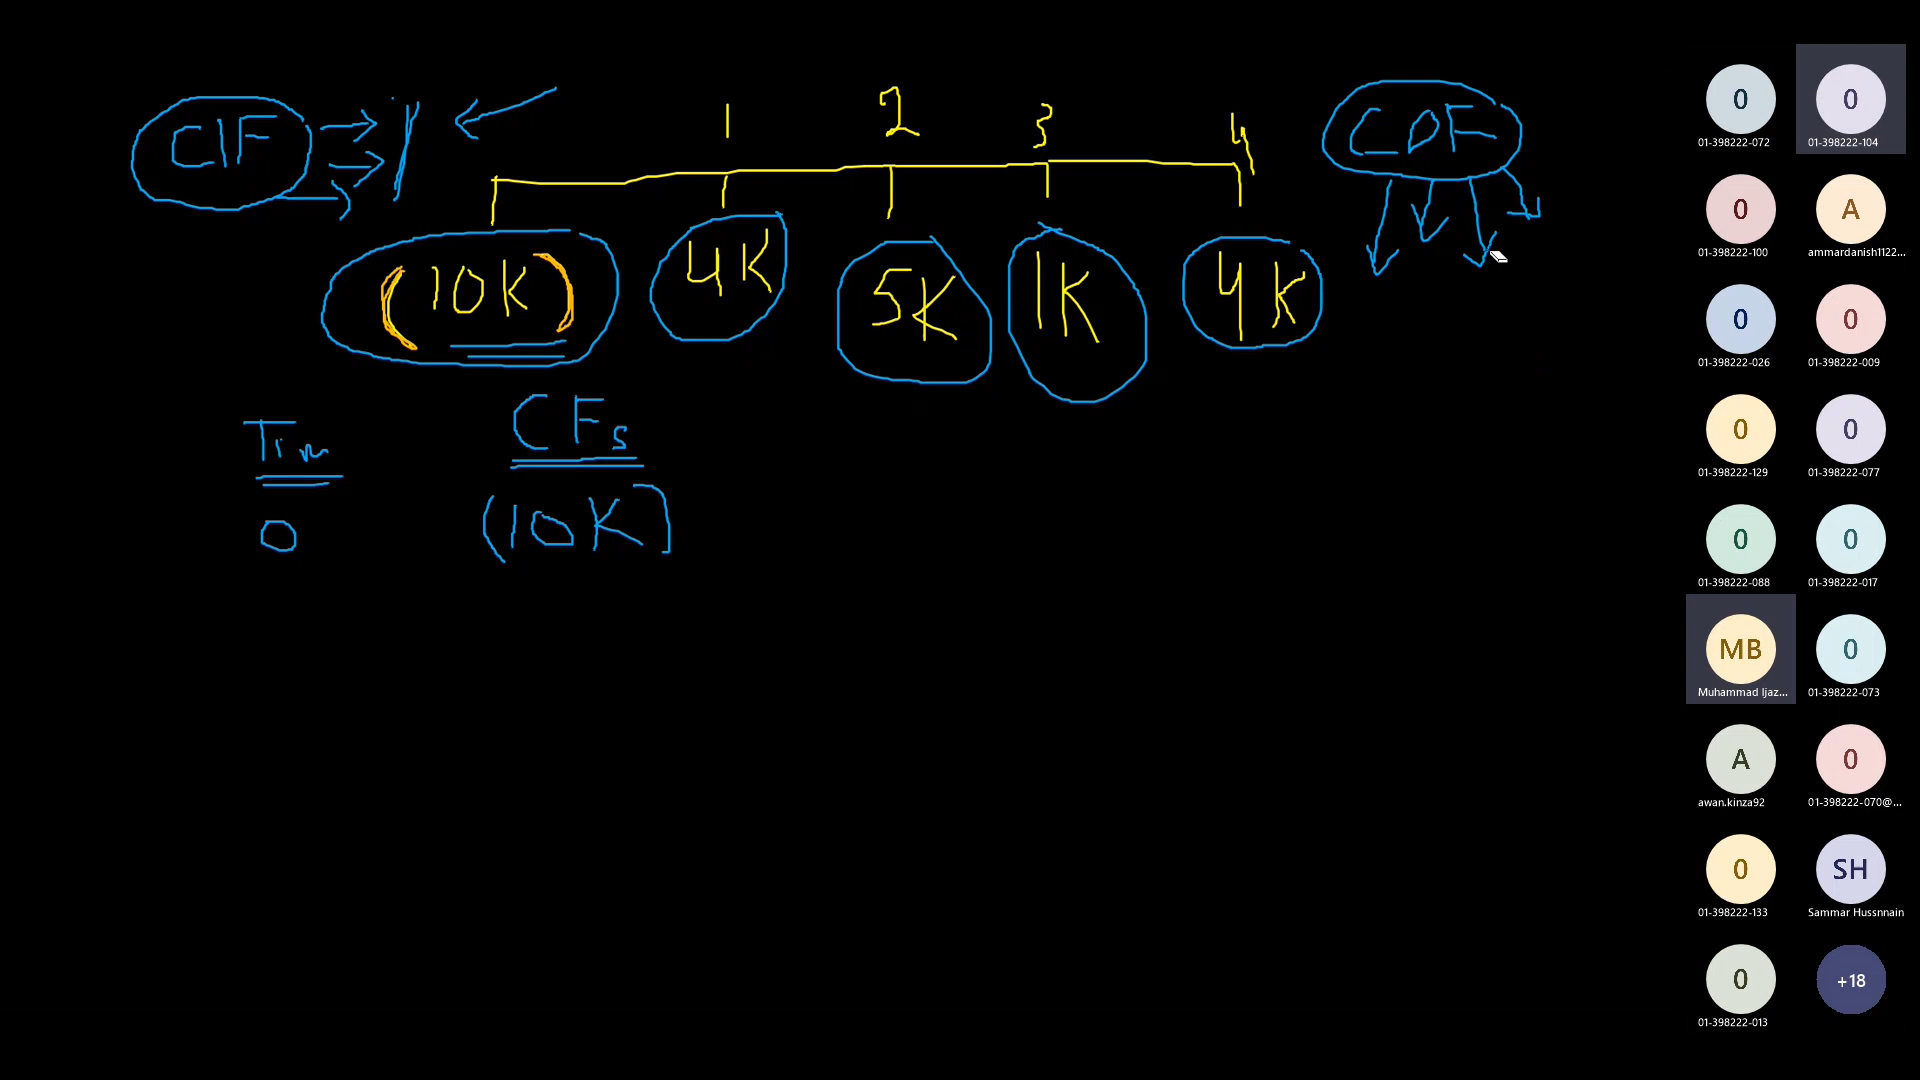 CIF
1 2 3 4
COF
(10K) 4K 5K 1K 4K
CFs
0 (10K)
0 0
01-398222-072 01-398222-104
0 A
01-398222-100 ammardanish1122...
0 0
01-398222-026 01-398222-009
0 0
01-398222-129 01-398222-077
0 0
01-398222-088 01-398222-017
MB 0
Muhammad Ijaz... 01-398222-073
A 0
awan.kinza92 01-398222-070@...
0 SH
01-398222-133 Sammar Hussnnain
0 +18
01-398222-013